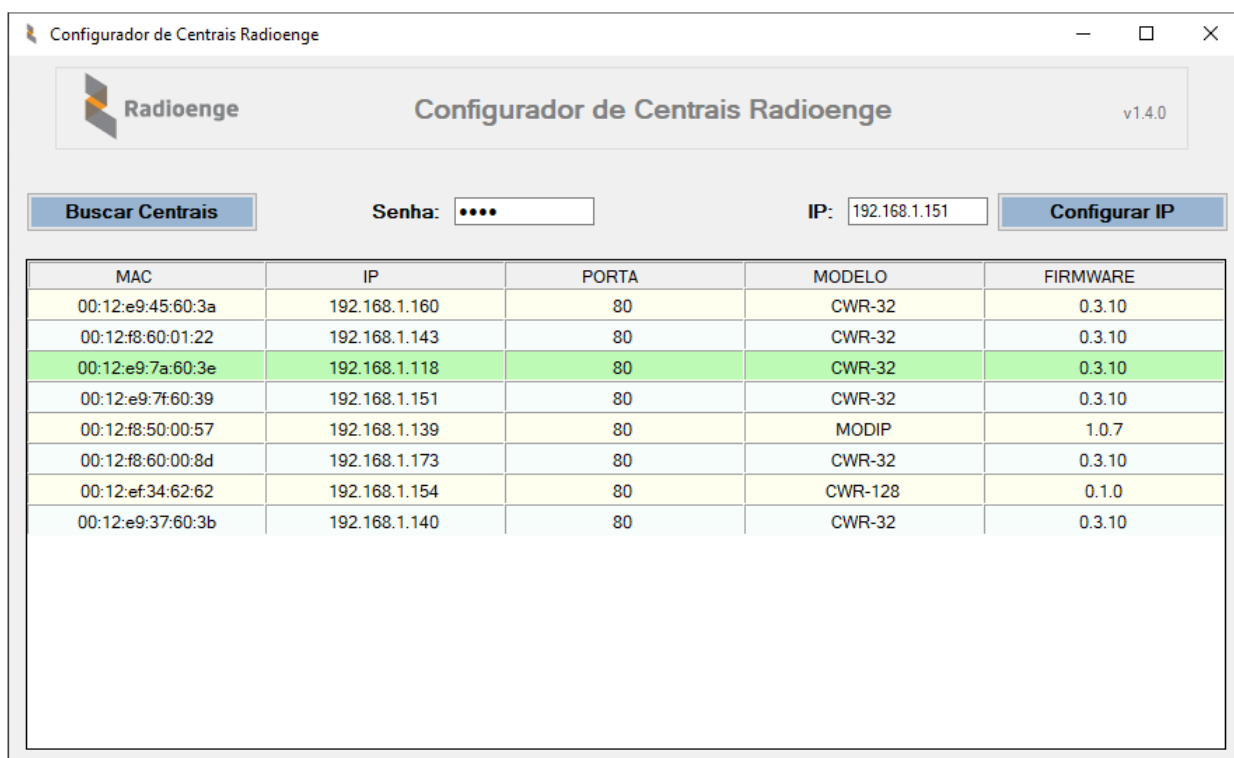 Configurador de Centrais Radioenge
Radioenge Configurador de Centrais Radioenge v1.4.0
Buscar Centrais Senha: •••• IP: 192.168.1.151 Configurar IP
MAC IP PORTA MODELO FIRMWARE
00:12:e9:45:60:3a 192.168.1.160 80 CWR-32 0.3.10
00:12:f8:60:01:22 192.168.1.143 80 CWR-32 0.3.10
00:12:e9:7a:60:3e 192.168.1.118 80 CWR-32 0.3.10
00:12:e9:7f:60:39 192.168.1.151 80 CWR-32 0.3.10
00:12:f8:50:00:57 192.168.1.139 80 MODIP 1.0.7
00:12:f8:60:00:8d 192.168.1.173 80 CWR-32 0.3.10
00:12:ef:34:62:62 192.168.1.154 80 CWR-128 0.1.0
00:12:e9:37:60:3b 192.168.1.140 80 CWR-32 0.3.10